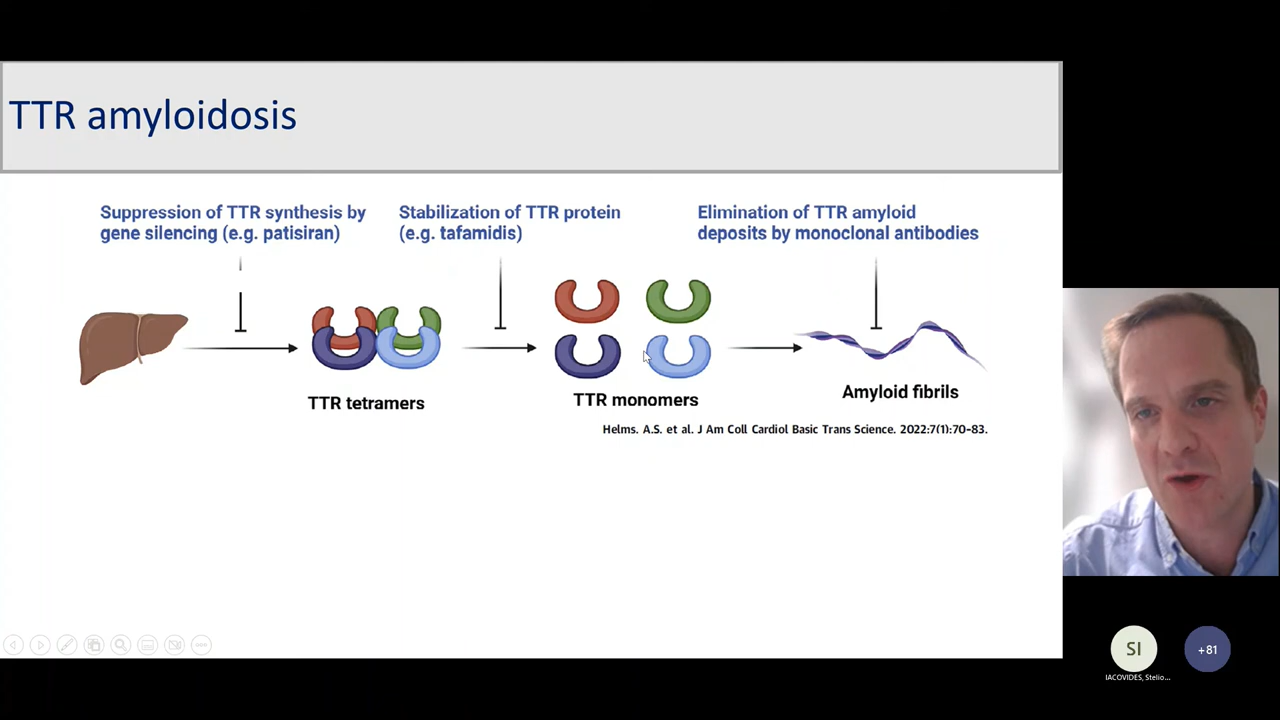 TTR amyloidosis
Suppression of TTR synthesis by
gene silencing (e.g. patisiran)
Stabilization of TTR protein
(e.g. tafamidis)
Elimination of TTR amyloid
deposits by monoclonal antibodies
TTR tetramers
TTR monomers
Amyloid fibrils
Helms. A.S. et al. J Am Coll Cardiol Basic Trans Science. 2022:7(1):70-83.
SI
+81
IACOVIDES, Stelio...